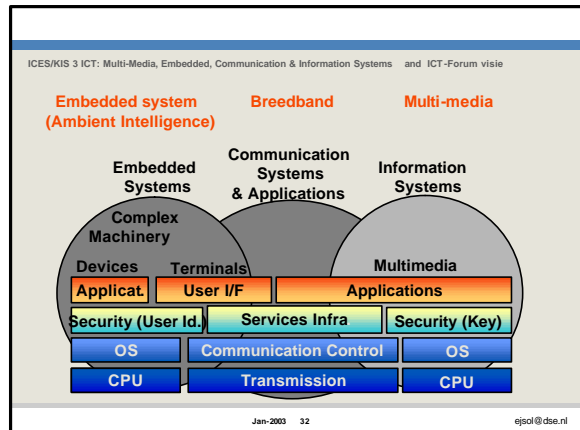 ICES/KIS 3 ICT: Multi-Media, Embedded, Communication & Information Systems and ICT-Forum visie
Embedded system
(Ambient Intelligence)
Breedband
Multi-media
Embedded
Systems
Communication
Systems
& Applications
Information
Systems
Complex
Machinery
Devices
Terminals
Multimedia
Applicat.
User I/F
Applications
Security (User Id.)
Services Infra
Security (Key)
OS
Communication Control
OS
CPU
Transmission
CPU
Jan-2003 32
ejsol@dse.nl